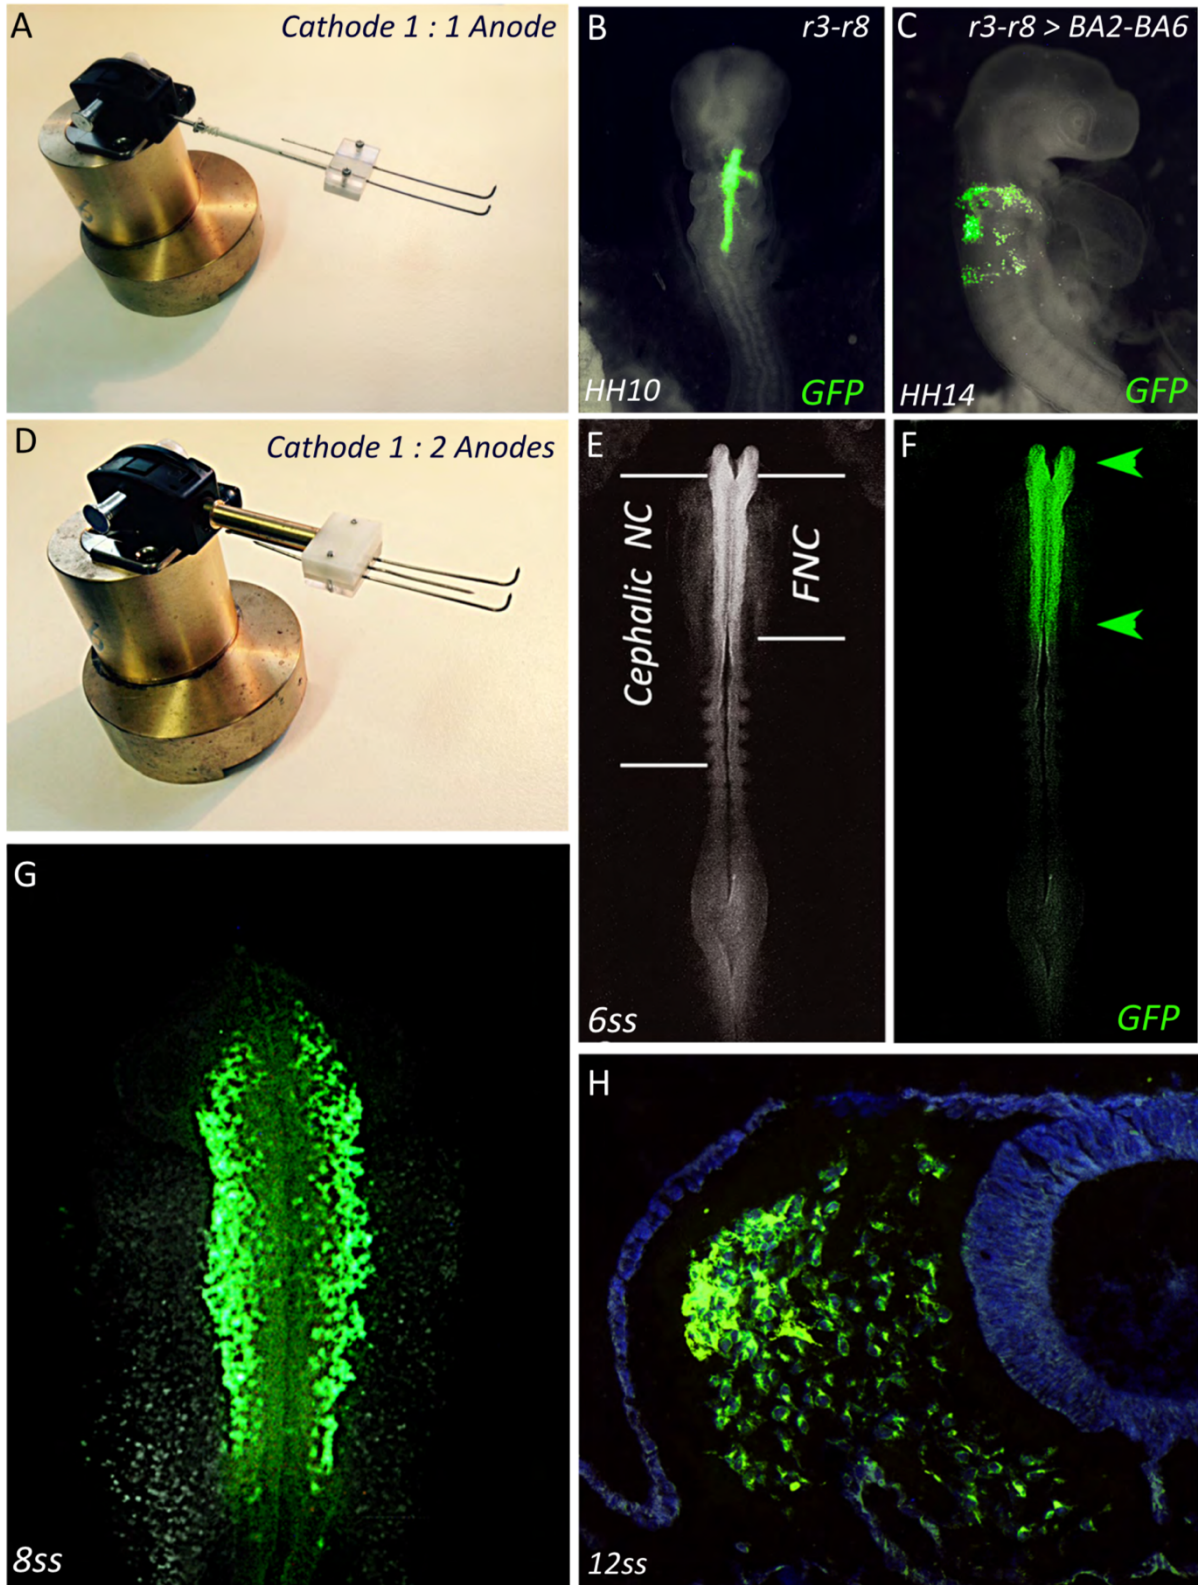 A
Cathode 1 : 1 Anode
B
r3-r8
HH10
GFP
C
r3-r8 > BA2-BA6
HH14
GFP
D
Cathode 1 : 2 Anodes
E
Cephalic NC
FNC
6ss
F
GFP
G
8ss
H
12ss